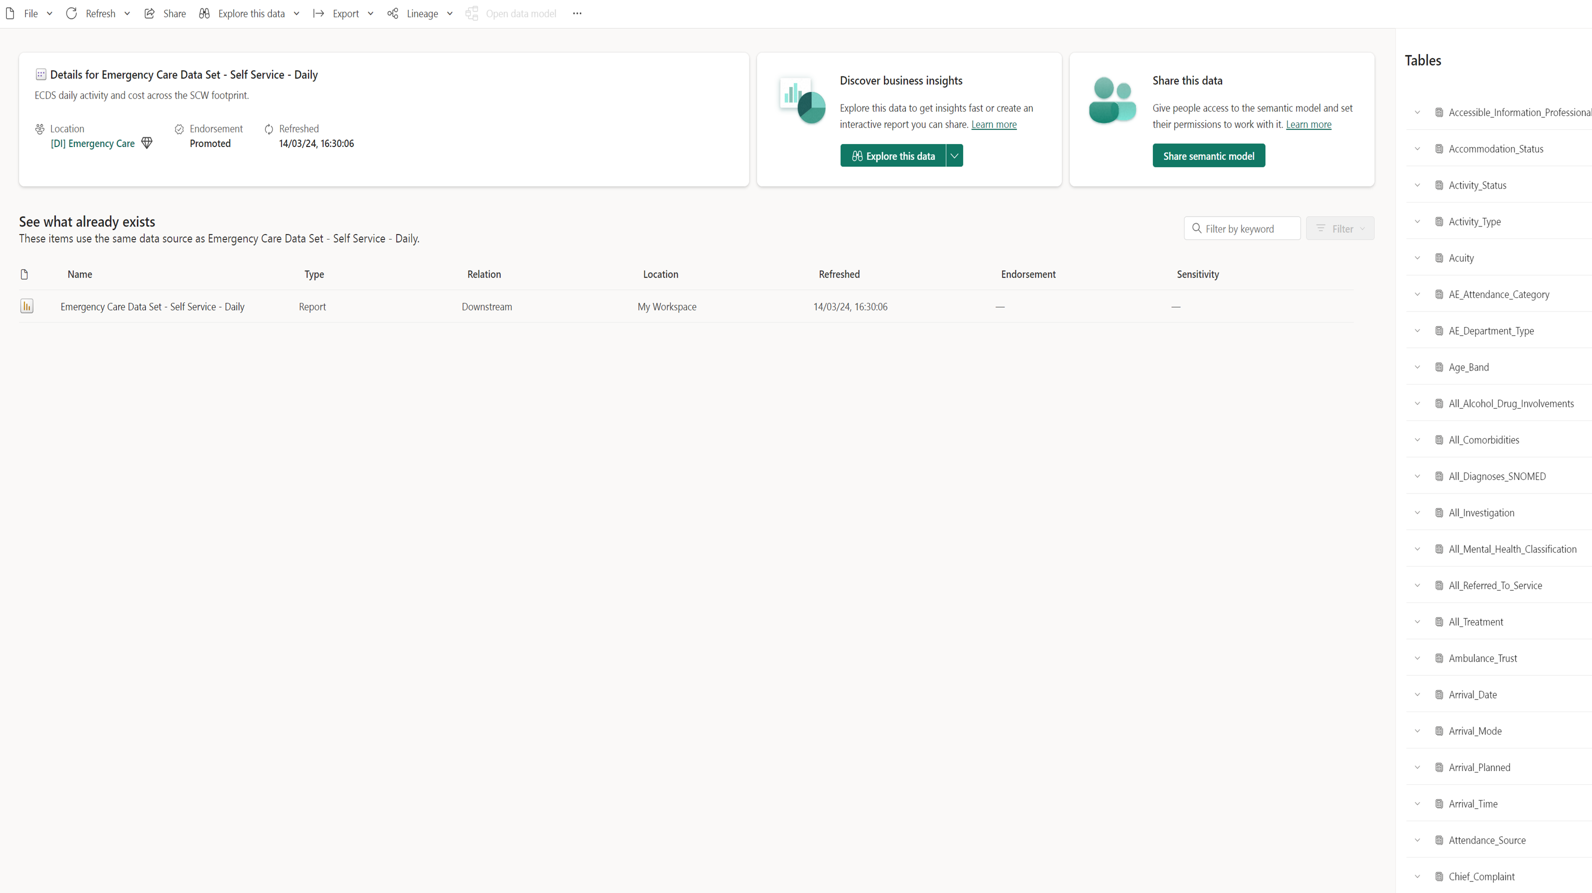 File Refresh Share Explore this data Export Lineage Open data model ...
Details for Emergency Care Data Set - Self Service - Daily
ECDS daily activity and cost across the SCW footprint.
Location Endorsement Refreshed
[DI] Emergency Care Promoted 14/03/24, 16:30:06
Discover business insights
Explore this data to get insights fast or create an
interactive report you can share. Learn more
Explore this data
Share this data
Give people access to the semantic model and set
their permissions to work with it. Learn more
Share semantic model
See what already exists
These items use the same data source as Emergency Care Data Set - Self Service - Daily.
Filter by keyword Filter
Name Type Relation Location Refreshed Endorsement Sensitivity
Emergency Care Data Set - Self Service - Daily Report Downstream My Workspace 14/03/24, 16:30:06 — —
Tables
Accessible_Information_Professional
Accommodation_Status
Activity_Status
Activity_Type
Acuity
AE_Attendance_Category
AE_Department_Type
Age_Band
All_Alcohol_Drug_Involvements
All_Comorbidities
All_Diagnoses_SNOMED
All_Investigation
All_Mental_Health_Classification
All_Referred_To_Service
All_Treatment
Ambulance_Trust
Arrival_Date
Arrival_Mode
Arrival_Planned
Arrival_Time
Attendance_Source
Chief_Complaint